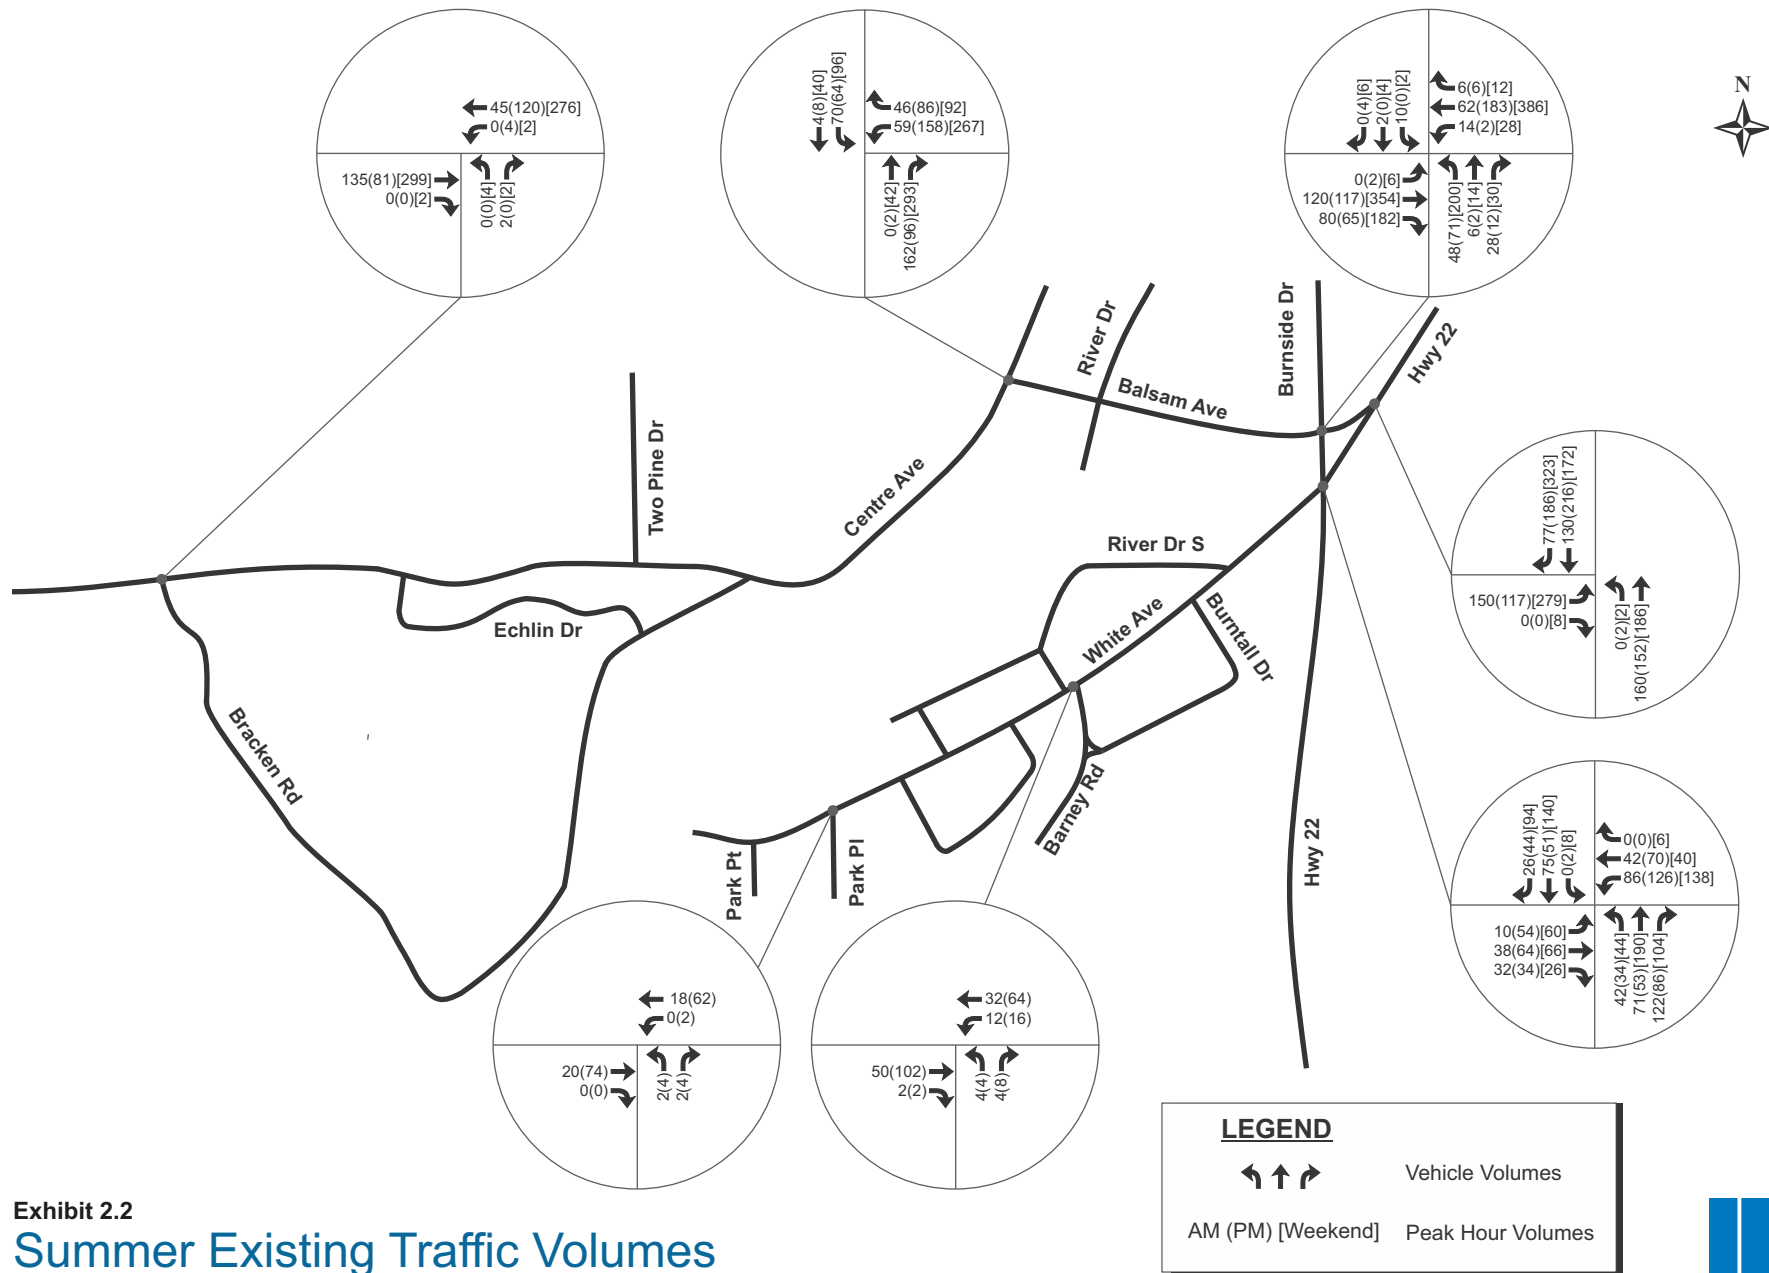 45(120)[276]
0(4)[2]
135(81)[299]
0(0)[2]
0(0)[4]
2(0)[2]
4(8)[40]
70(64)[96]
46(86)[92]
59(158)[267]
0(2)[42]
162(96)[293]
0(4)[6]
2(0)[4]
10(0)[2]
6(6)[12]
62(183)[386]
14(2)[28]
0(2)[6]
120(117)[354]
80(65)[182]
48(71)[200]
6(2)[14]
28(12)[30]
N
River Dr
Burnside Dr
Hwy 22
Balsam Ave
Two Pine Dr
Centre Ave
77(186)[323]
130(216)[172]
150(117)[279]
0(0)[8]
0(2)[2]
160(152)[186]
River Dr S
Echlin Dr
White Ave
Burntall Dr
Bracken Rd
Barney Rd
Hwy 22
Park Pt
Park Pl
26(44)[94]
75(51)[140]
0(2)[8]
0(0)[6]
42(70)[40]
86(126)[138]
10(54)[60]
38(64)[66]
32(34)[26]
42(34)[44]
71(53)[190]
122(86)[104]
18(62)
0(2)
20(74)
0(0)
2(4)
2(4)
32(64)
12(16)
50(102)
2(2)
4(4)
4(8)
LEGEND
Vehicle Volumes
AM (PM) [Weekend] Peak Hour Volumes
Exhibit 2.2
Summer Existing Traffic Volumes